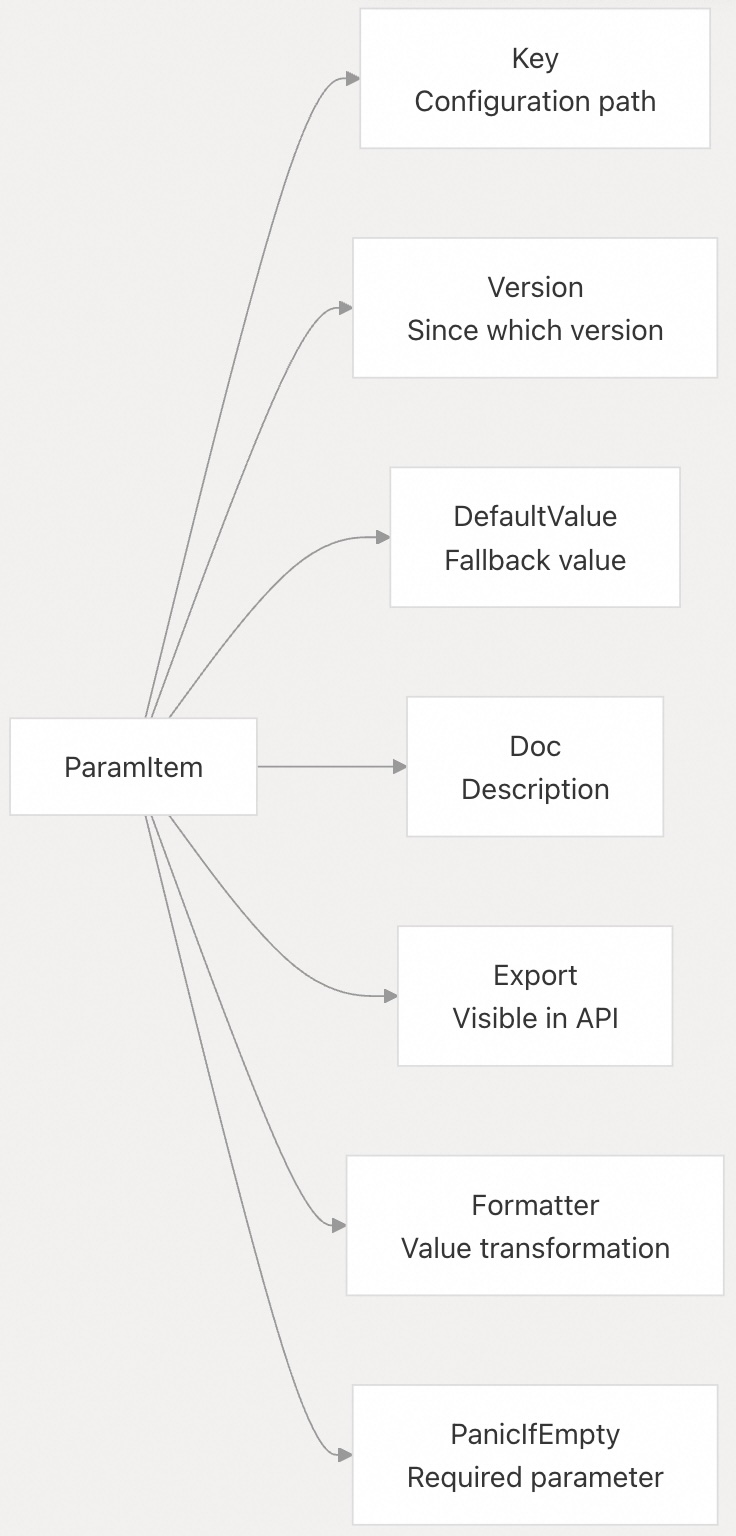 Key
Configuration path
Version
Since which version
DefaultValue
Fallback value
ParamItem
Doc
Description
Export
Visible in API
Formatter
Value transformation
PanicIfEmpty
Required parameter